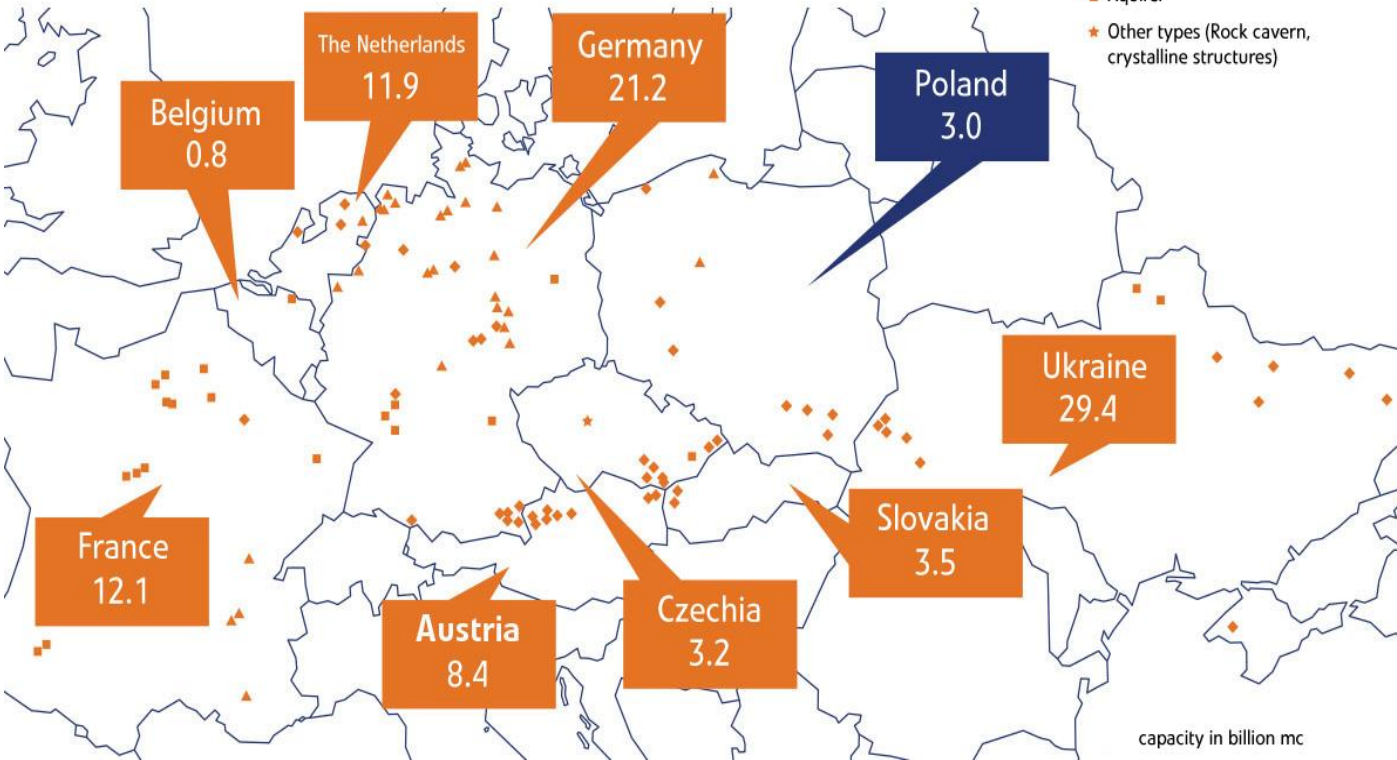 Other types (Rock cavern,
crystalline structures)
The Netherlands
11.9
Germany
21.2
Belgium
0.8
Poland
3.0
Ukraine
29.4
France
12.1
Slovakia
3.5
Austria
8.4
Czechia
3.2
capacity in billion mc